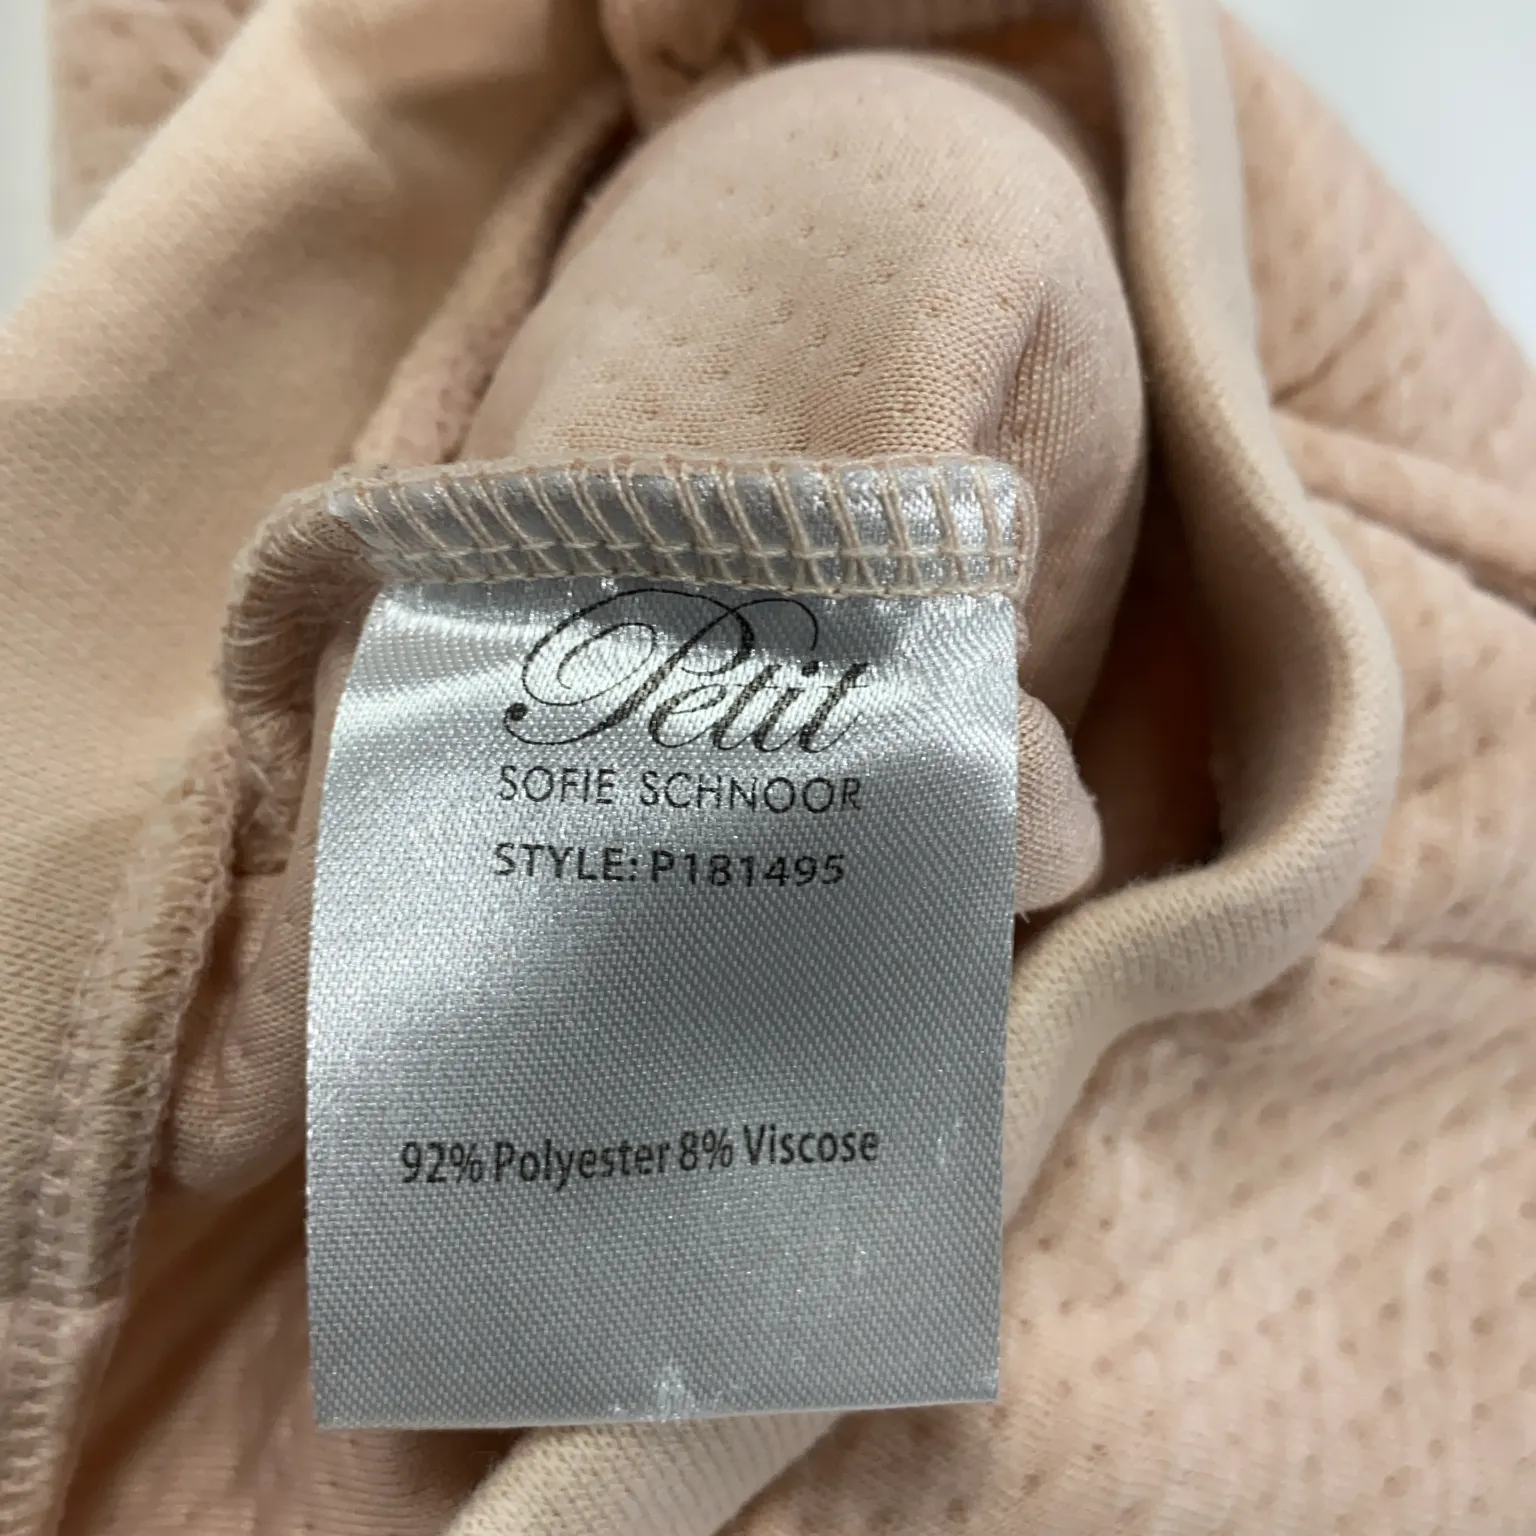 Petit
SOFIE SCHNOOR
STYLE: P181495
92% Polyester 8% Viscose